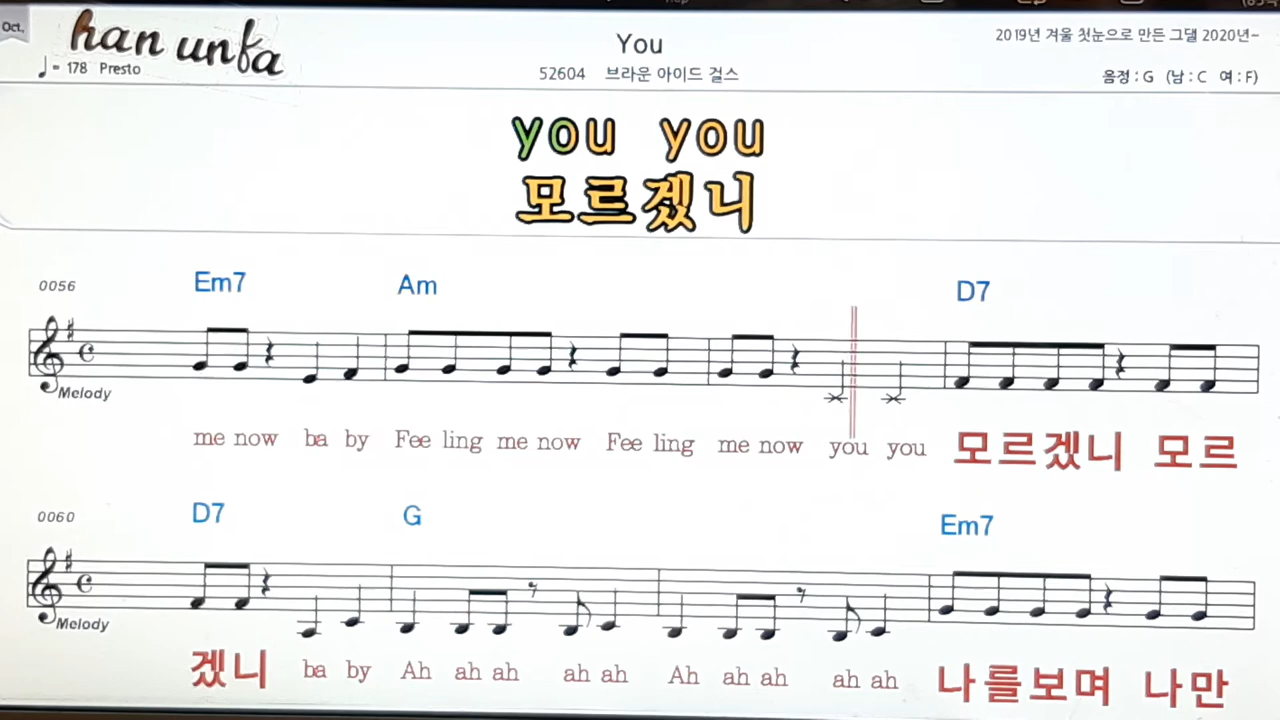 Oct.
han unfa
♩= 178 Presto
You
52604 브라운 아이드 걸스
2019년 겨울 첫눈으로 만든 그댈 2020년~
음정 : G (남 : C 여 : F)
you you
모르겠니
0056
Em7 Am D7
Melody
me now ba by Fee ling me now Fee ling me now you you 모르겠니 모르
0060
D7 G Em7
Melody
겠니 ba by Ah ah ah ah ah Ah ah ah ah ah 나를보며 나만